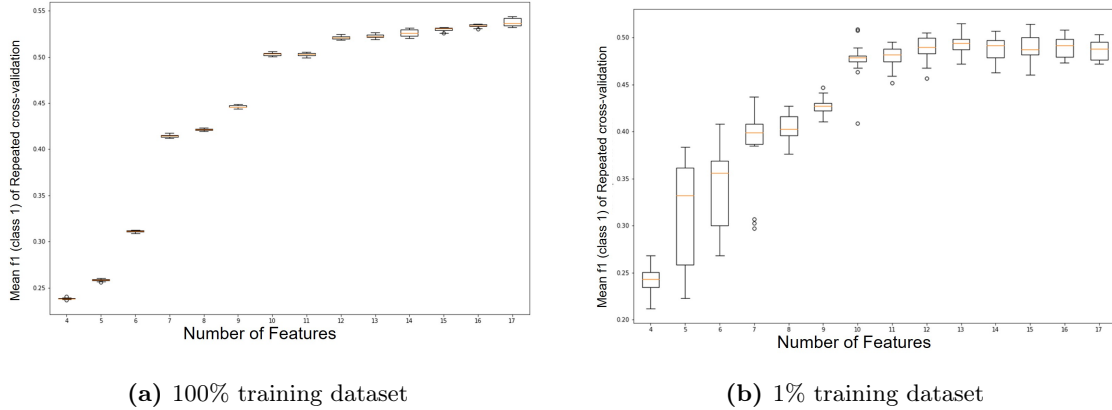 Mean f1 (class 1) of Repeated cross-validation
0.55
0.50
0.45
0.40
0.35
0.30
0.25
4 5 6 7 8 9 10 11 12 13 14 15 16 17
Number of Features
(a) 100% training dataset
Mean f1 (class 1) of Repeated cross-validation
0.50
0.45
0.40
0.35
0.30
0.25
0.20
4 5 6 7 8 9 10 11 12 13 14 15 16 17
Number of Features
(b) 1% training dataset